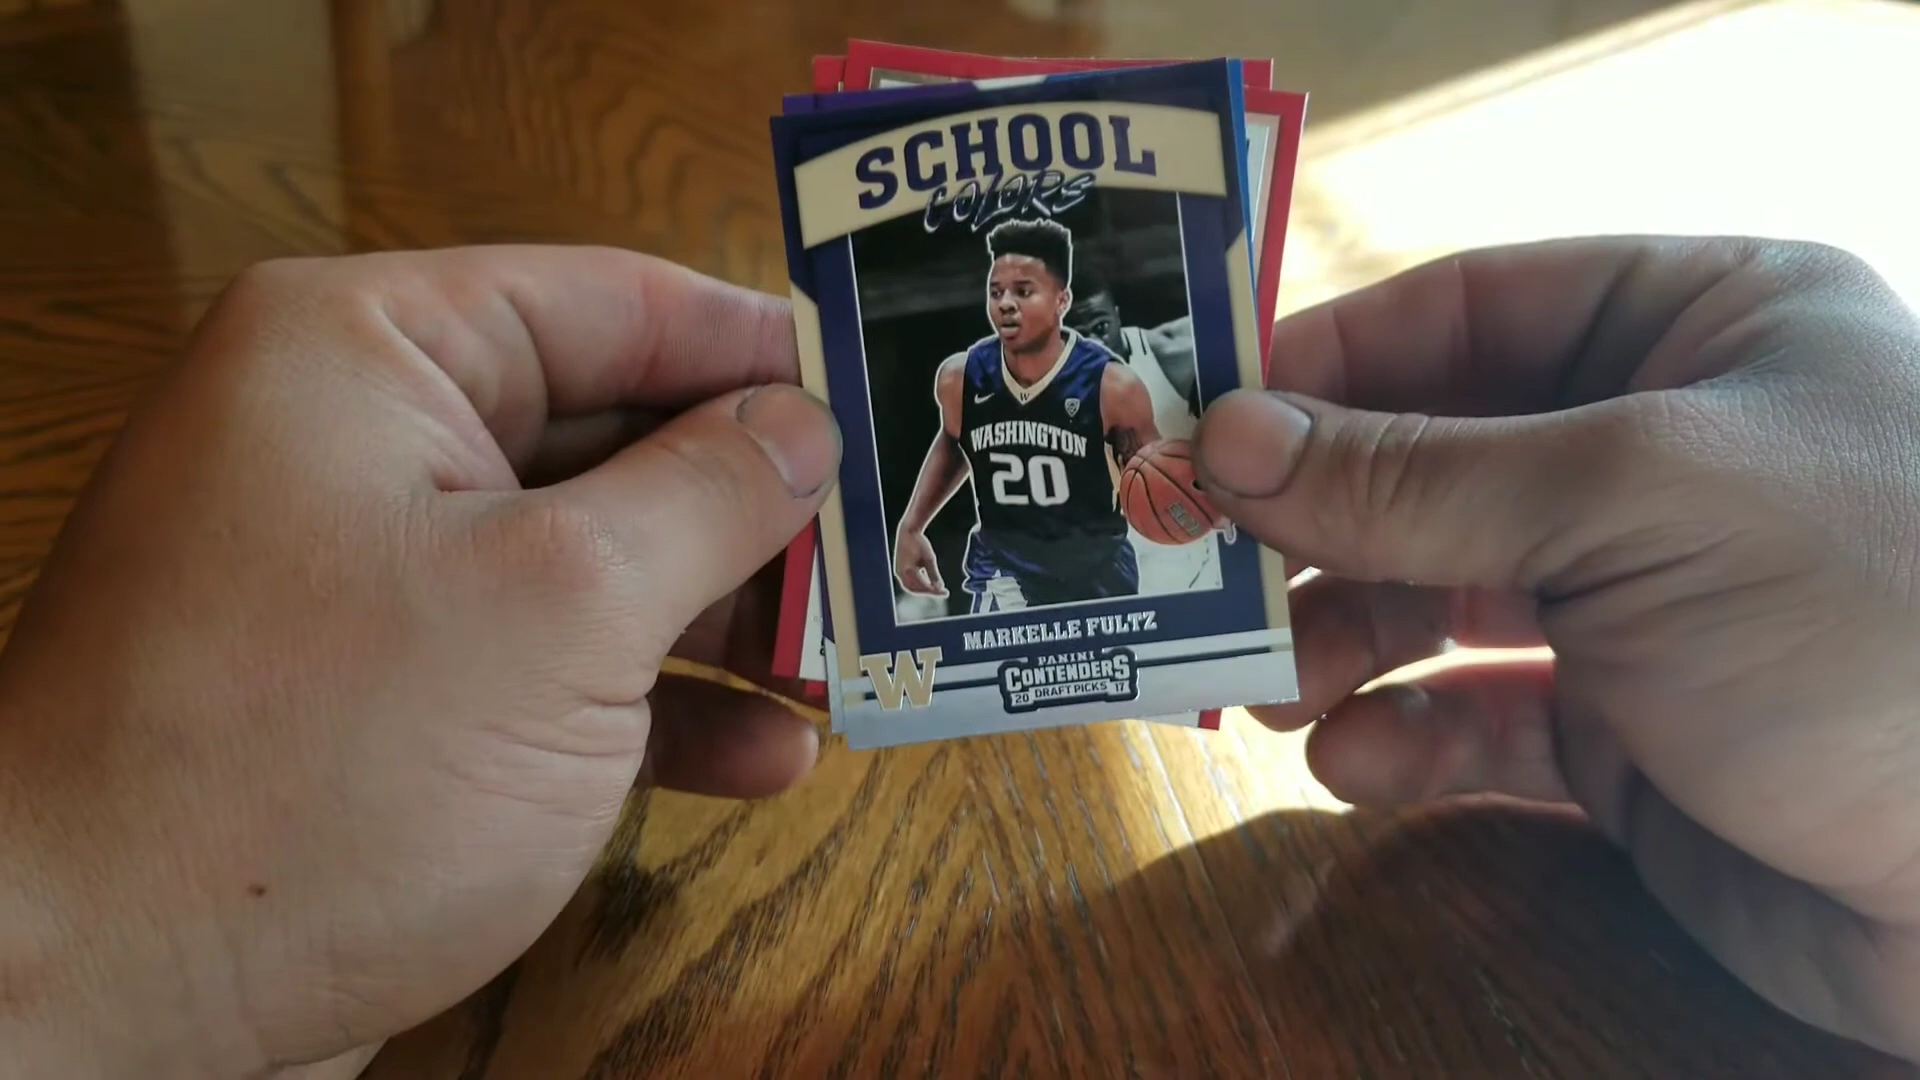 SCHOOL
COLORS
W
WASHINGTON
20
MARKELLE FULTZ
W
PANINI
CONTENDERS
20 DRAFT PICKS 17